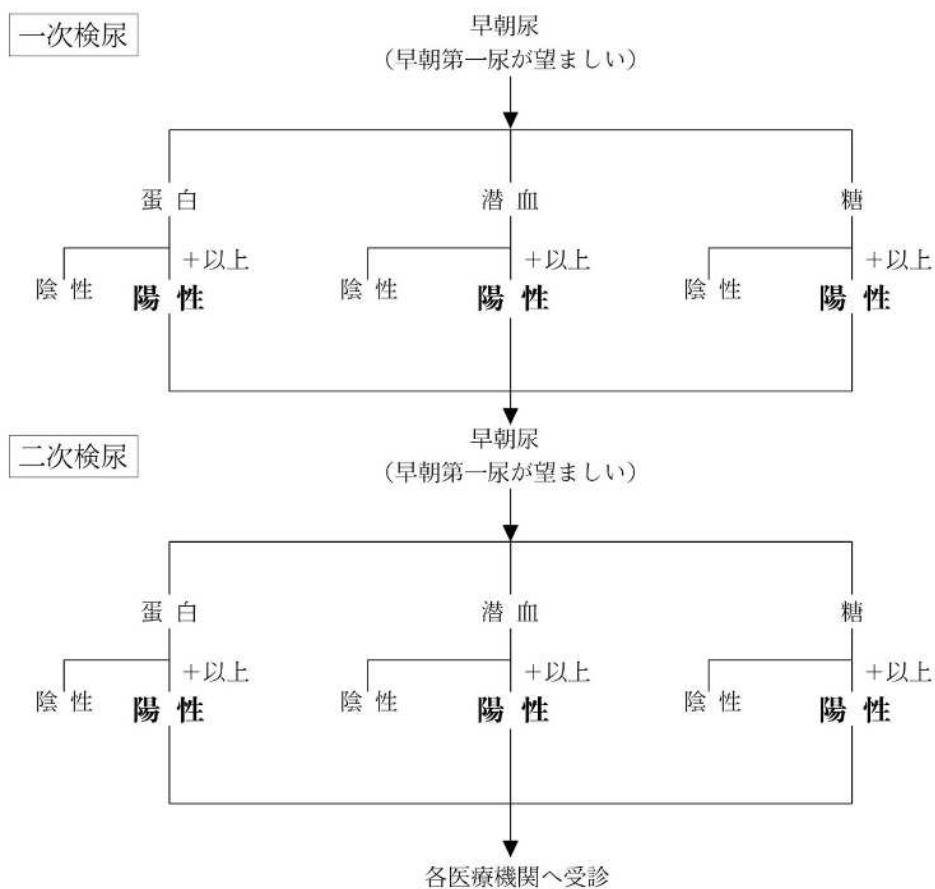 一次検尿
早朝尿
（早朝第一尿が望ましい）
蛋白
潜血
糖
＋以上
＋以上
＋以上
陰性
陽性
陰性
陽性
陰性
陽性
二次検尿
早朝尿
（早朝第一尿が望ましい）
蛋白
潜血
糖
＋以上
＋以上
＋以上
陰性
陽性
陰性
陽性
陰性
陽性
各医療機関へ受診